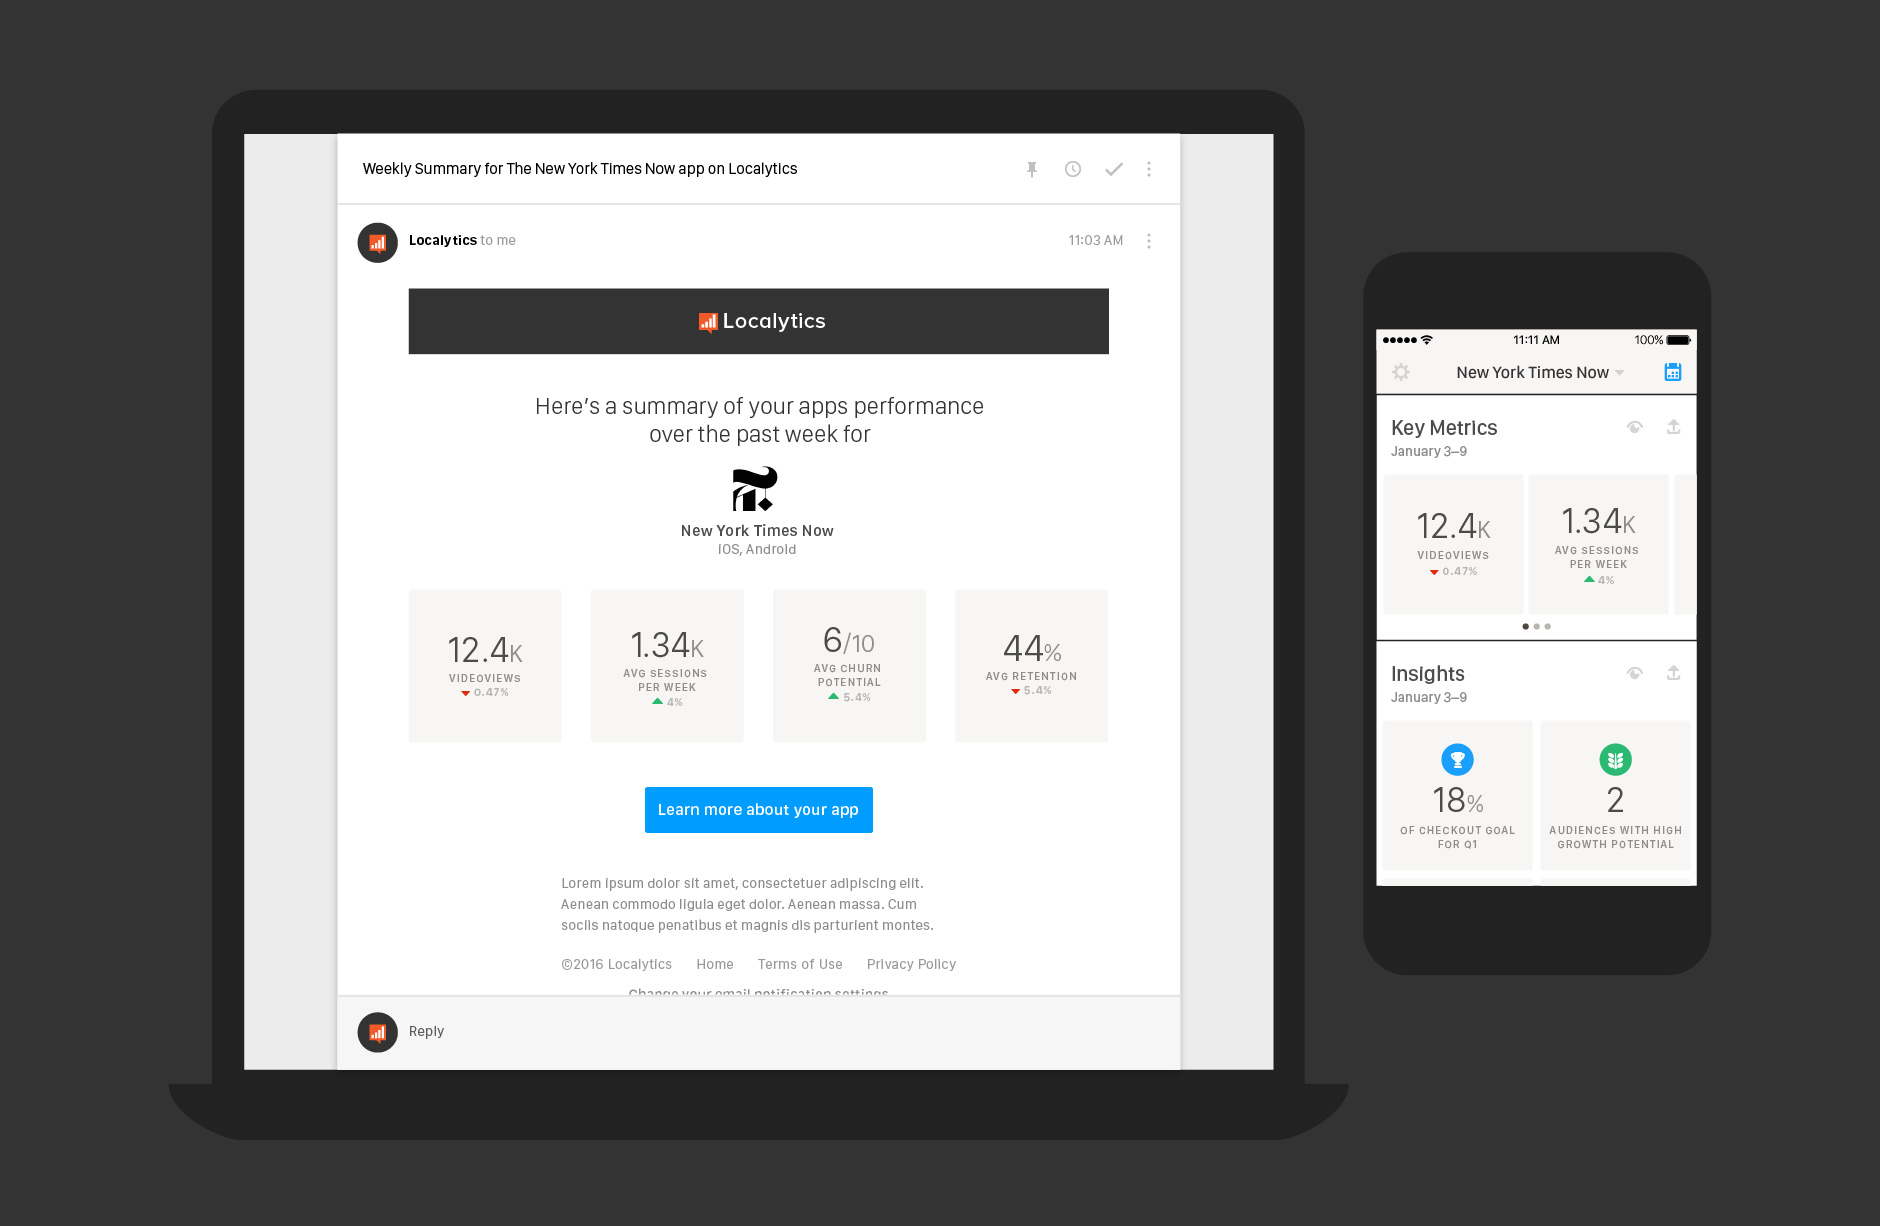 Weekly Summary for The New York Times Now app on Localytics
Localytics to me
11:03 AM
Localytics
Here's a summary of your apps performance
over the past week for
New York Times Now
iOS, Android
12.4K
VIDEOVIEWS
0.47%
1.34K
AVG SESSIONS
PER WEEK
4%
6/10
AVG CHURN
POTENTIAL
5.4%
44%
AVG RETENTION
5.4%
Learn more about your app
Lorem ipsum dolor sit amet, consectetuer adipiscing elit.
Aenean commodo ligula eget dolor. Aenean massa. Cum
sociis natoque penatibus et magnis dis parturient montes.
©2016 Localytics Home Terms of Use Privacy Policy
Change your email notification settings
Reply
11:11 AM
100%
New York Times Now
Key Metrics
January 3–9
12.4K
VIDEOVIEWS
0.47%
1.34K
AVG SESSIONS
PER WEEK
4%
Insights
January 3–9
18%
OF CHECKOUT GOAL
FOR Q1
2
AUDIENCES WITH HIGH
GROWTH POTENTIAL